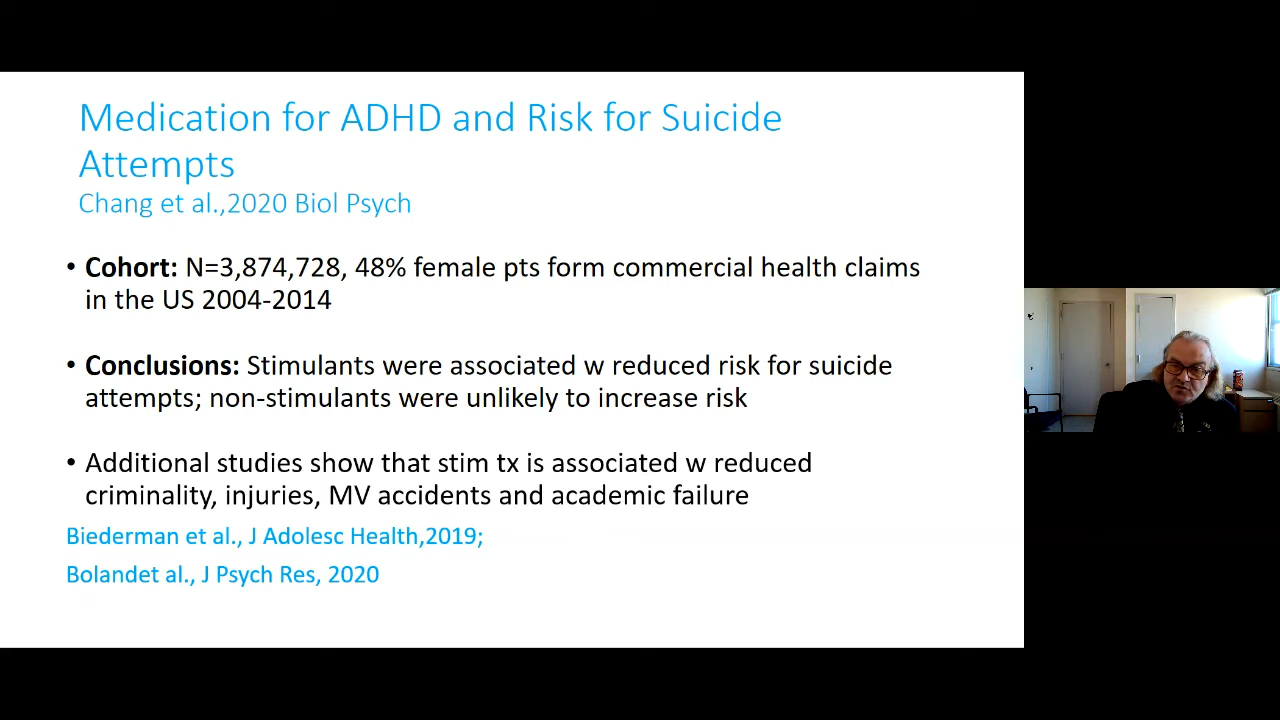 Medication for ADHD and Risk for Suicide
Attempts
Chang et al.,2020 Biol Psych
• Cohort: N=3,874,728, 48% female pts form commercial health claims
in the US 2004-2014
• Conclusions: Stimulants were associated w reduced risk for suicide
attempts; non-stimulants were unlikely to increase risk
• Additional studies show that stim tx is associated w reduced
criminality, injuries, MV accidents and academic failure
Biederman et al., J Adolesc Health,2019;
Bolandet al., J Psych Res, 2020